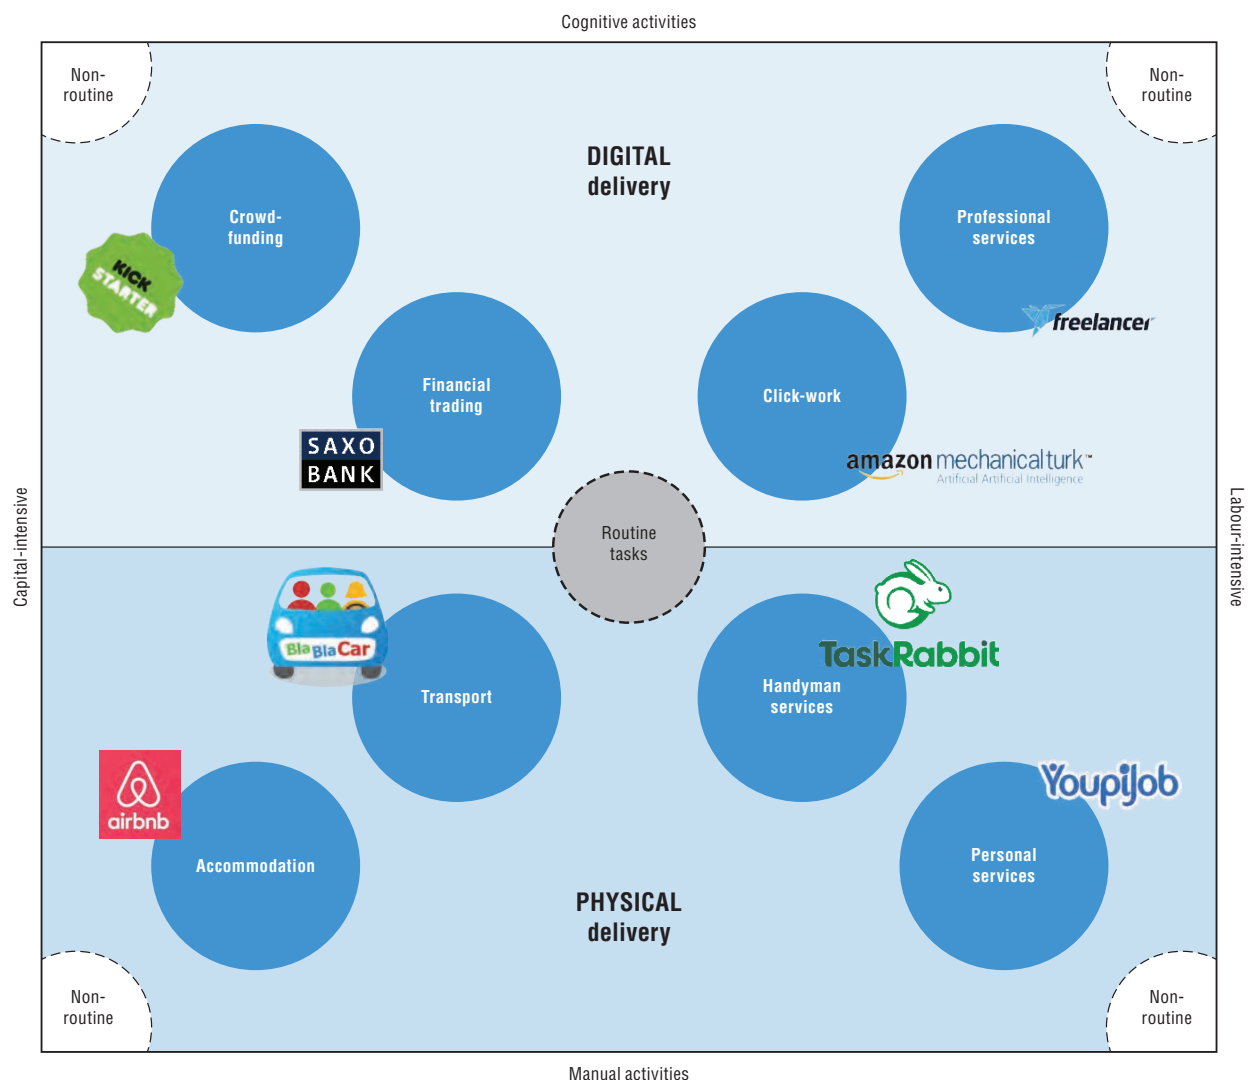 Cognitive activities
Non-
routine
Non-
routine
DIGITAL
delivery
Crowd-
funding
Professional
services
KICK
STARTER
freelancer
Financial
trading
Click-work
SAXO
BANK
amazon mechanical turk™
Artificial Artificial Intelligence
Capital-intensive
Labour-intensive
Routine
tasks
BlaBlaCar
TaskRabbit
Transport
Handyman
services
airbnb
YoupiJob
Accommodation
Personal
services
PHYSICAL
delivery
Non-
routine
Non-
routine
Manual activities